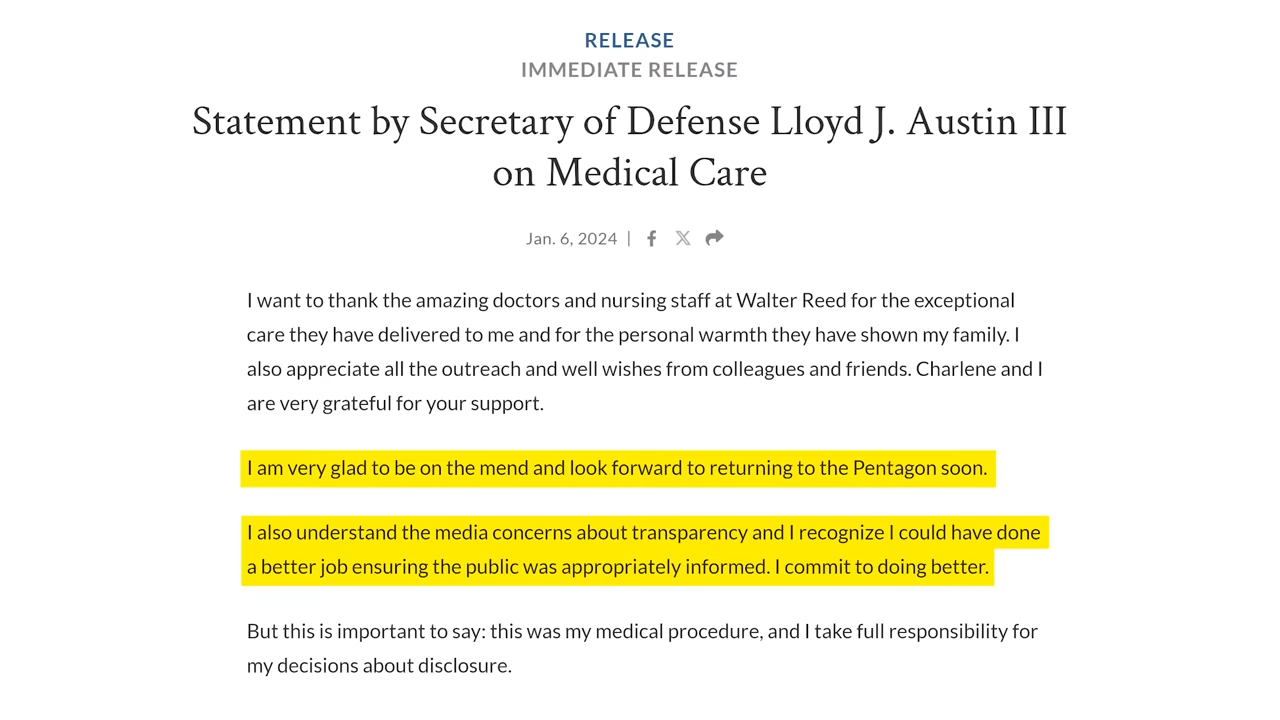 RELEASE
IMMEDIATE RELEASE
Statement by Secretary of Defense Lloyd J. Austin III
on Medical Care
Jan. 6, 2024 |
I want to thank the amazing doctors and nursing staff at Walter Reed for the exceptional
care they have delivered to me and for the personal warmth they have shown my family. I
also appreciate all the outreach and well wishes from colleagues and friends. Charlene and I
are very grateful for your support.
I am very glad to be on the mend and look forward to returning to the Pentagon soon.
I also understand the media concerns about transparency and I recognize I could have done
a better job ensuring the public was appropriately informed. I commit to doing better.
But this is important to say: this was my medical procedure, and I take full responsibility for
my decisions about disclosure.